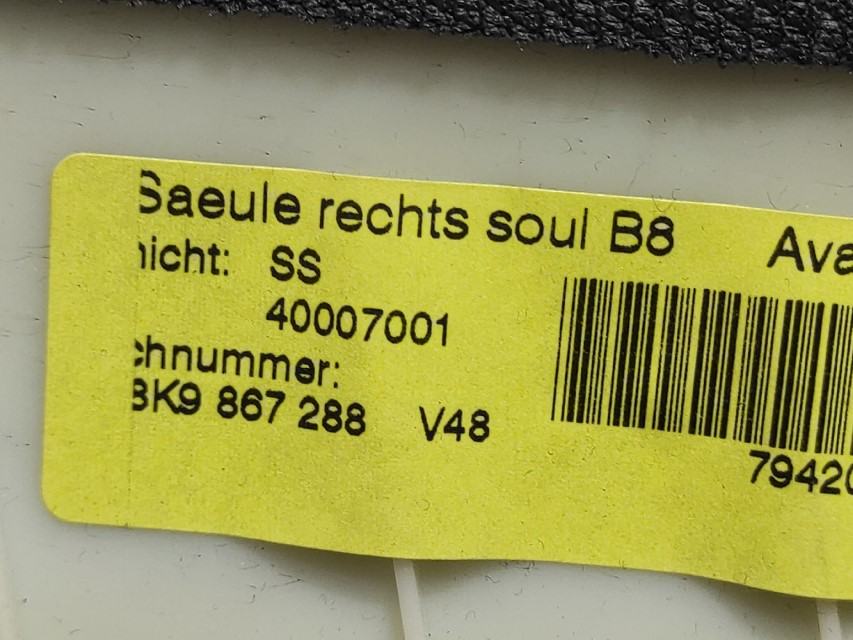 Saeule rechts soul B8 Ava
nicht: SS
40007001
chnummer:
8K9 867 288 V48
7942